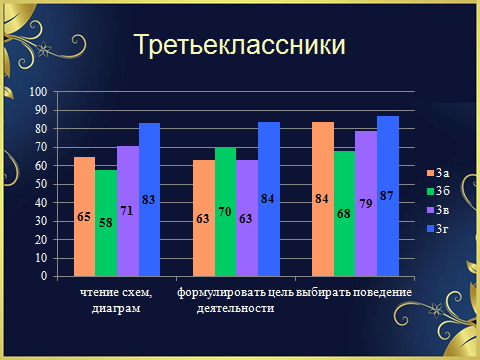 Третьеклассники
100
90
80
70
60
50
40
30
20
10
0
65 58 71 83
63 70 63 84
84 68 79 87
чтение схем,
диаграм
формулировать цель
деятельности
выбирать поведение
3а
3б
3в
3г